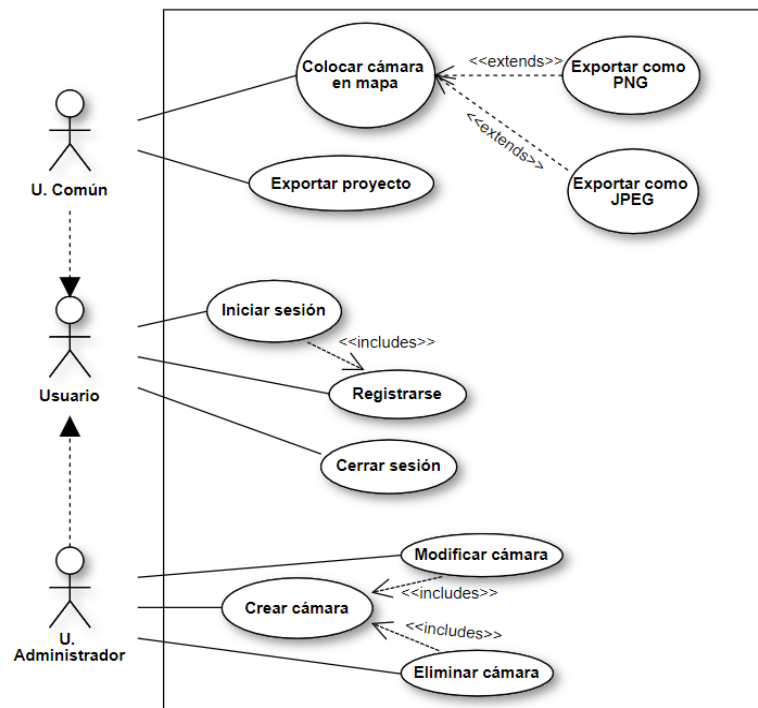 Colocar cámara
en mapa
<<extends>>
Exportar como
PNG
<<extends>>
Exportar como
JPEG
U. Común
Exportar proyecto
Iniciar sesión
<<includes>>
Usuario
Registrarse
Cerrar sesión
Modificar cámara
<<includes>>
Crear cámara
<<includes>>
U.
Administrador
Eliminar cámara